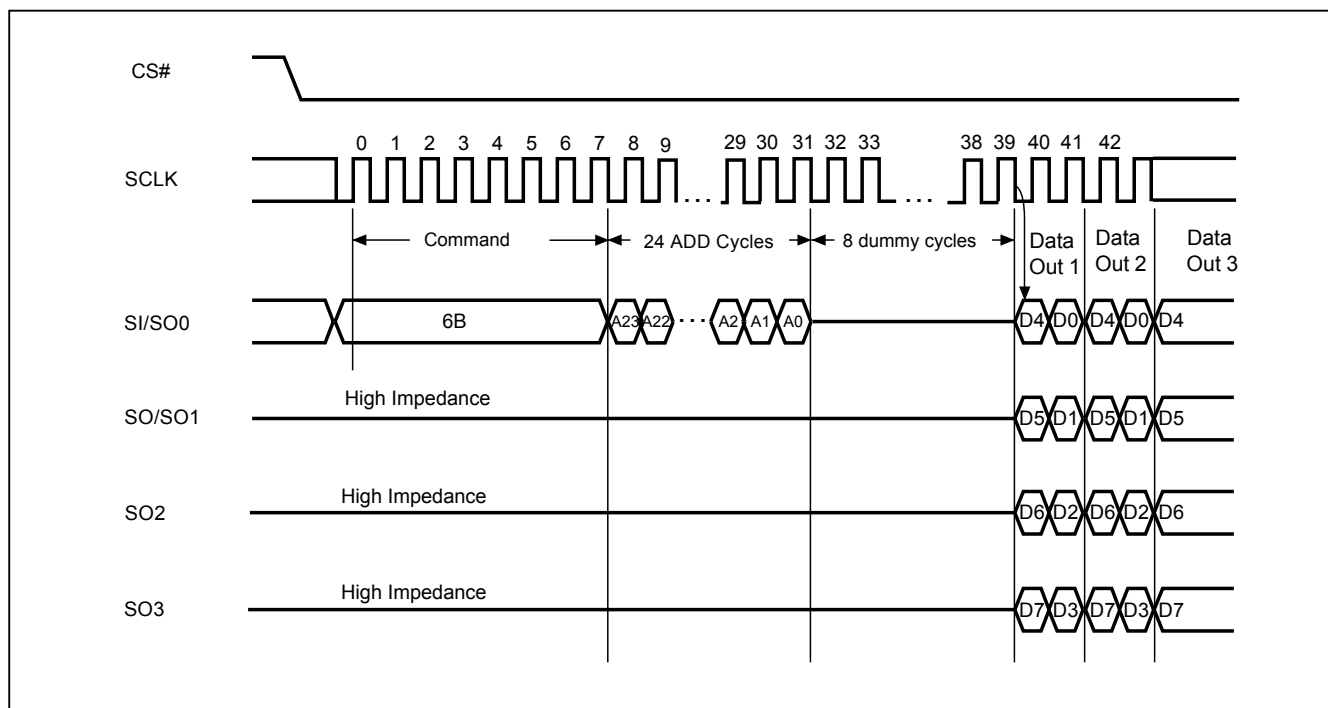 CS#
0 1 2 3 4 5 6 7 8 9 29 30 31 32 33 38 39 40 41 42
SCLK
Command 24 ADD Cycles 8 dummy cycles Data Out 1 Data Out 2 Data Out 3
SI/SO0 6B A23 A22 A2 A1 A0 D4 D0 D4 D0 D4
High Impedance
SO/SO1 D5 D1 D5 D1 D5
High Impedance
SO2 D6 D2 D6 D2 D6
High Impedance
SO3 D7 D3 D7 D3 D7